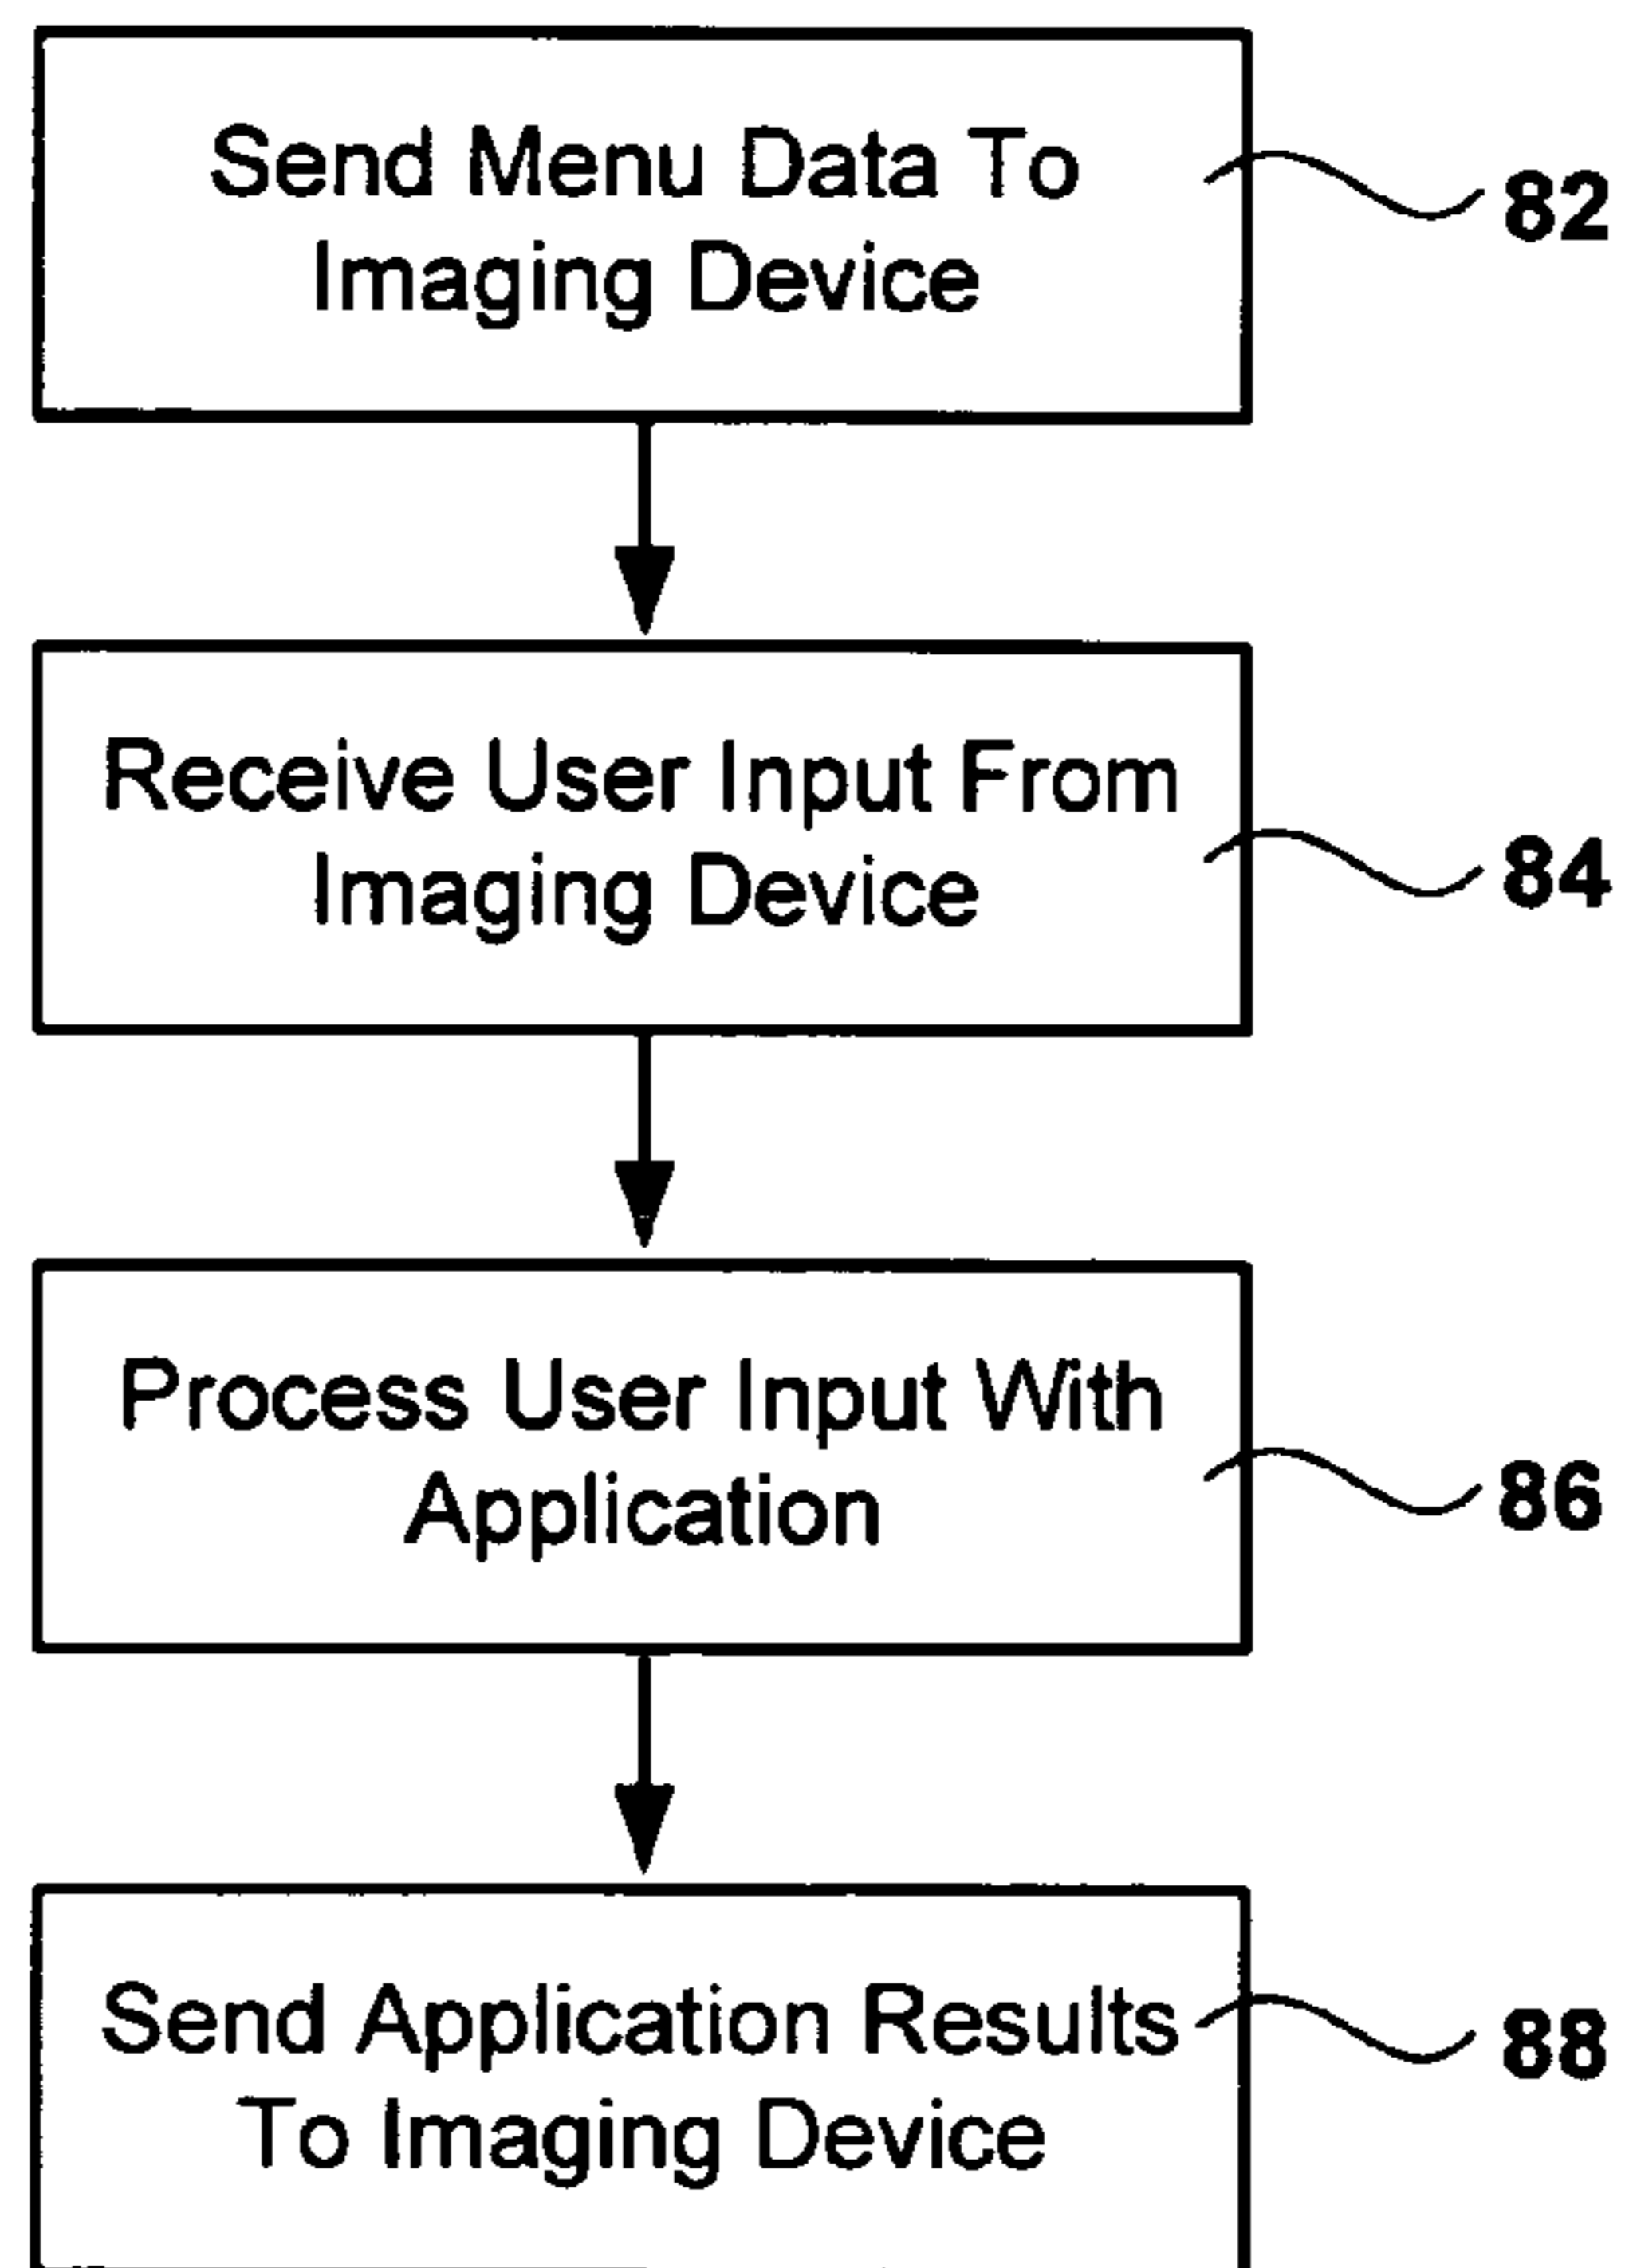 Send Menu Data To
Imaging Device
82
Receive User Input From
Imaging Device
84
Process User Input With
Application
86
Send Application Results
To Imaging Device
88